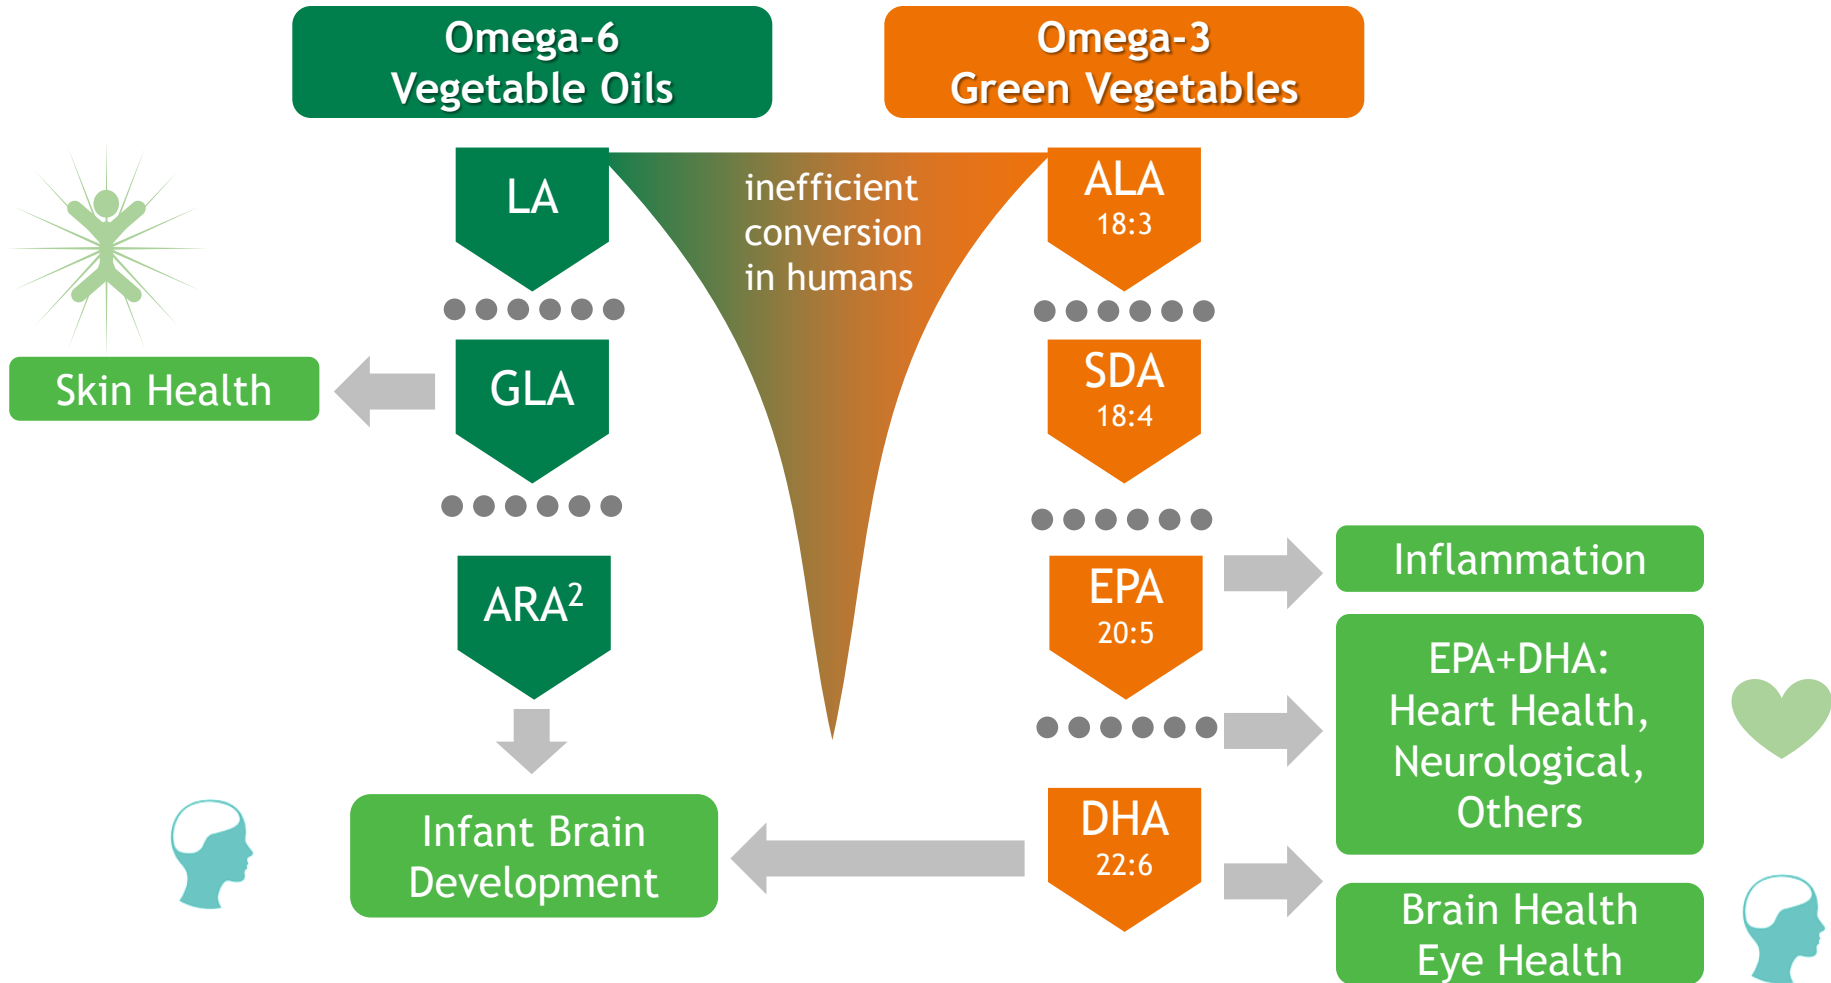 Omega-6
Vegetable Oils
Omega-3
Green Vegetables
LA
inefficient
conversion
in humans
ALA
18:3
Skin Health
GLA
SDA
18:4
ARA²
EPA
20:5
Inflammation
EPA+DHA:
Heart Health,
Neurological,
Others
Infant Brain
Development
DHA
22:6
Brain Health
Eye Health